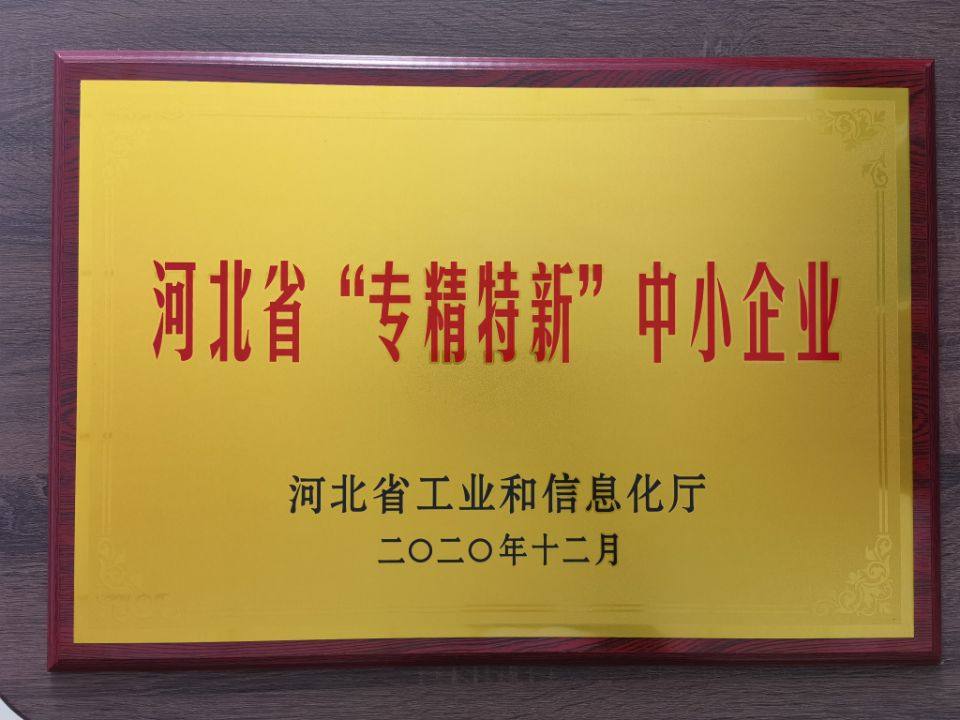 河北省“专精特新”中小企业
河北省工业和信息化厅
二〇二〇年十二月